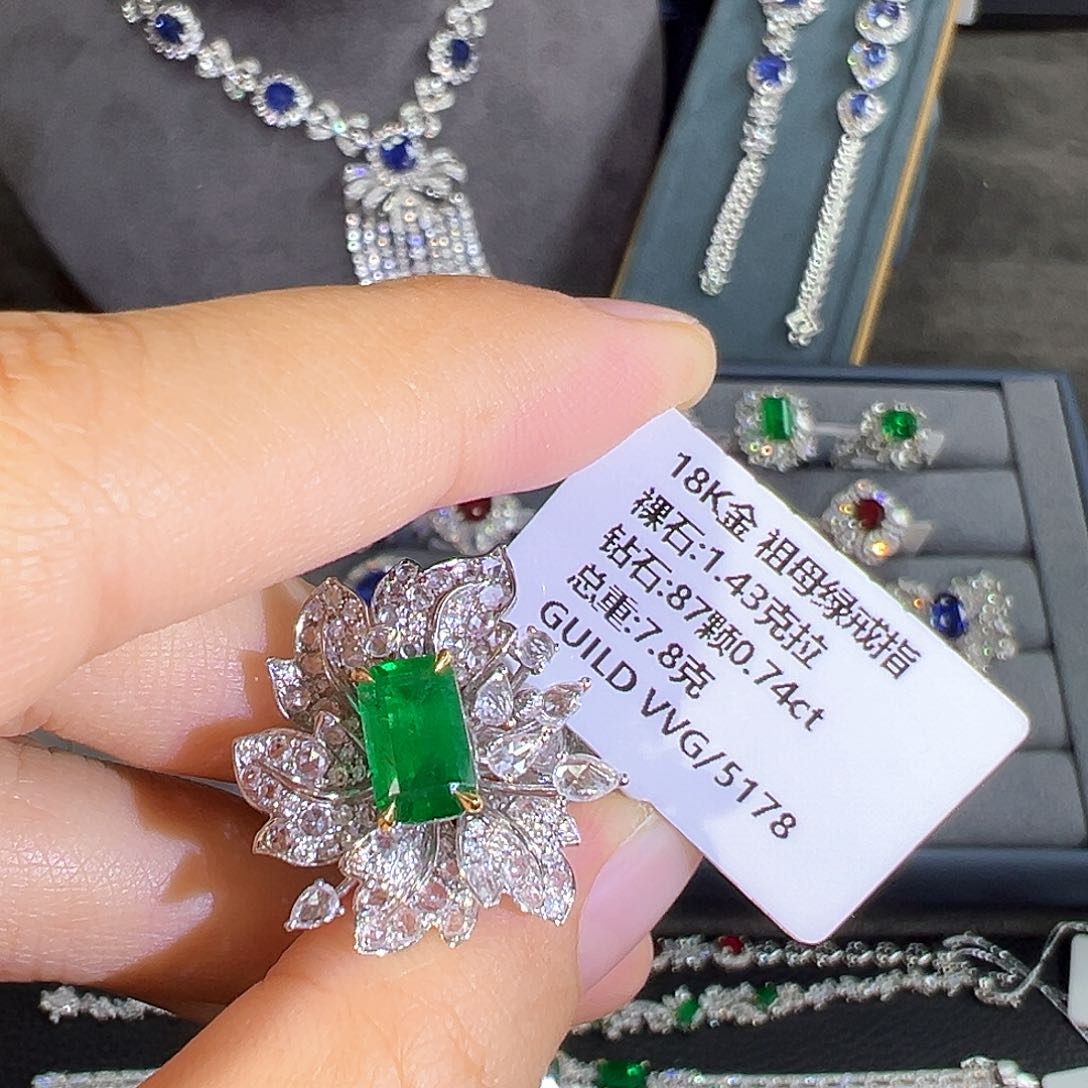 18K金 祖母绿戒指
裸石:1.43克拉
钻石:87颗0.74ct
总重:7.8克
GUILD VVG/5178